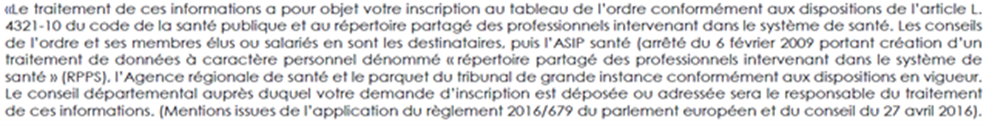 «Le traitement de ces informations a pour objet votre inscription au tableau de l'ordre conformément aux dispositions de l'article L.
4321-10 du code de la santé publique et au répertoire partagé des professionnels intervenant dans le système de santé. Les conseils
de l'ordre et ses membres élus ou salariés en sont les destinataires, puis l'ASIP santé (arrêté du 6 février 2009 portant création d'un
traitement de données à caractère personnel dénommé « répertoire partagé des professionnels intervenant dans le système de
santé » (RPPS), l'Agence régionale de santé et le parquet du tribunal de grande instance conformément aux dispositions en vigueur.
Le conseil départemental auprès duquel votre demande d'inscription est déposée ou adressée sera le responsable du traitement
de ces informations. (Mentions issues de l'application du règlement 2016/679 du parlement européen et du conseil du 27 avril 2016).